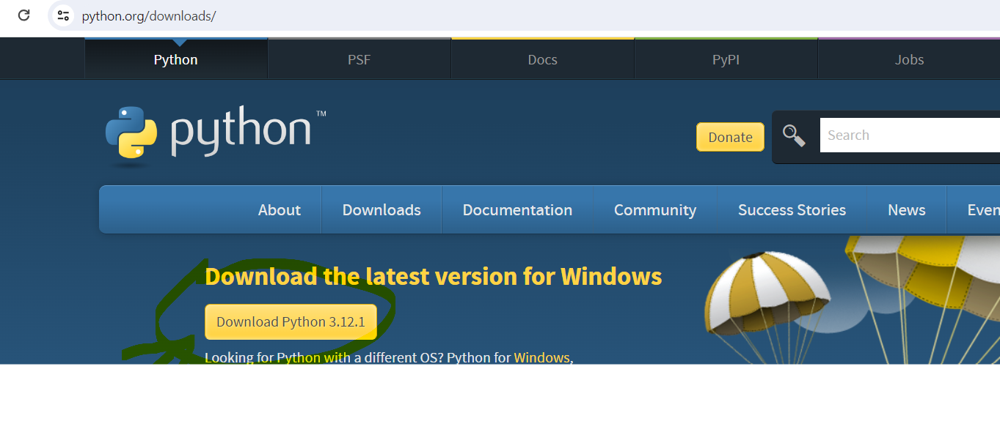 python.org/downloads/
Python PSF Docs PyPI Jobs
python™
Donate Search
About Downloads Documentation Community Success Stories News Even
Download the latest version for Windows
Download Python 3.12.1
Looking for Python with a different OS? Python for Windows,